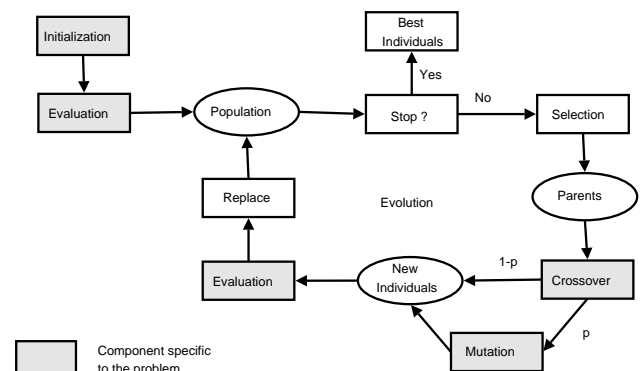 Initialization
Best
Individuals
Yes
Evaluation
Population
Stop ?
No
Selection
Replace
Evolution
Parents
Evaluation
New
Individuals
1-p
Crossover
p
Mutation
Component specific
to the problem